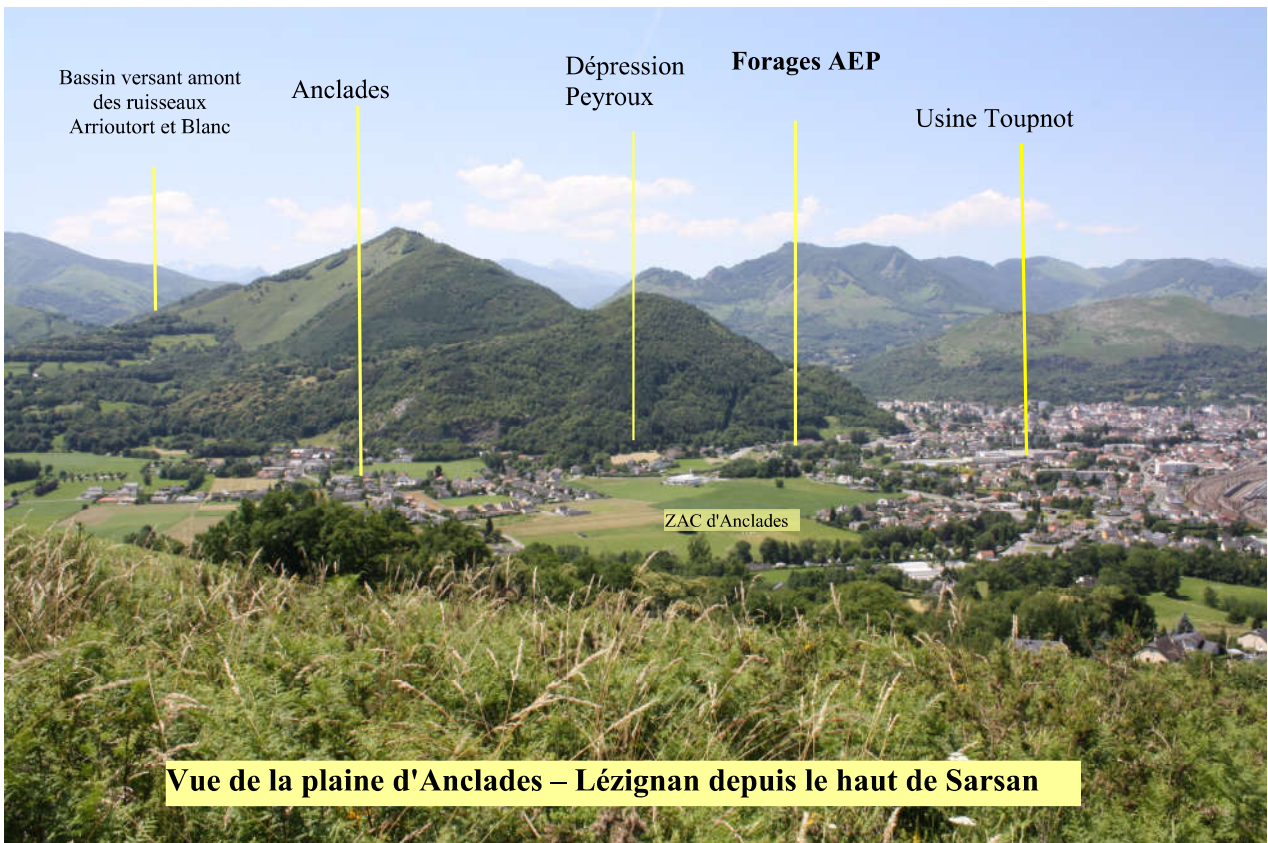 Bassin versant amont
des ruisseaux
Arrioutort et Blanc
Anclades
Dépression
Peyroux
Forages AEP
Usine Toupnot
ZAC d'Anclades
Vue de la plaine d'Anclades – Lézignan depuis le haut de Sarsan